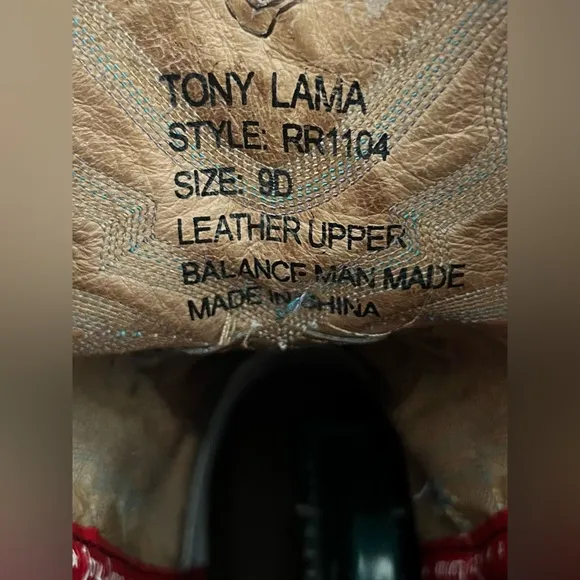 TONY LAMA
STYLE: RR1104
SIZE: 9D
LEATHER UPPER
BALANCE MAN MADE
MADE IN CHINA